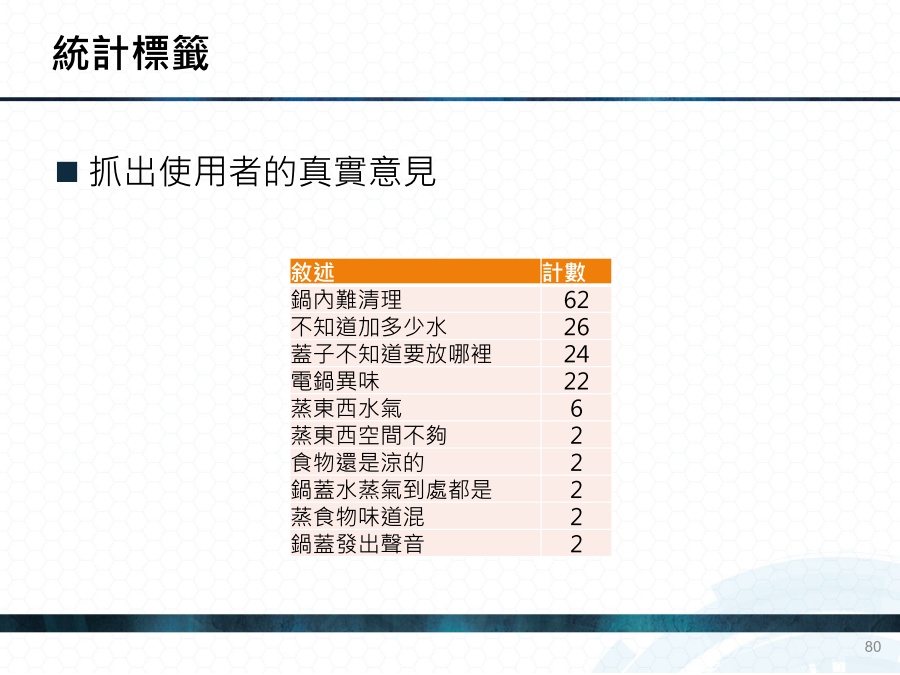 統計標籤
抓出使用者的真實意見
敘述 計數
鍋內難清理 62
不知道加多少水 26
蓋子不知道要放哪裡 24
電鍋異味 22
蒸東西水氣 6
蒸東西空間不夠 2
食物還是涼的 2
鍋蓋水蒸氣到處都是 2
蒸食物味道混 2
鍋蓋發出聲音 2
80